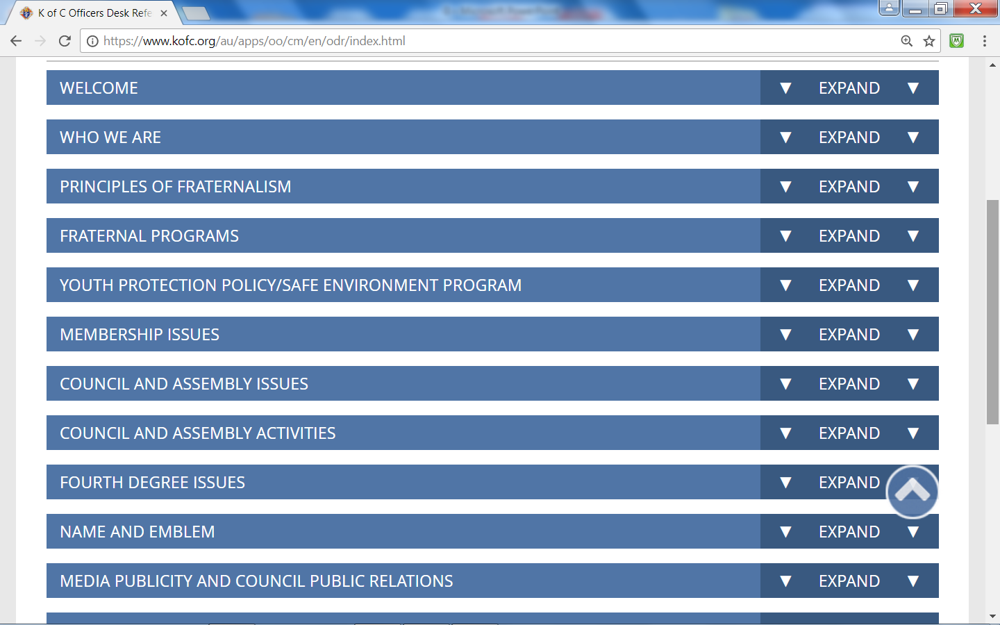 K of C Officers Desk Refe
https://www.kofc.org/au/apps/oo/cm/en/odr/index.html
WELCOME ▼ EXPAND ▼
WHO WE ARE ▼ EXPAND ▼
PRINCIPLES OF FRATERNALISM ▼ EXPAND ▼
FRATERNAL PROGRAMS ▼ EXPAND ▼
YOUTH PROTECTION POLICY/SAFE ENVIRONMENT PROGRAM ▼ EXPAND ▼
MEMBERSHIP ISSUES ▼ EXPAND ▼
COUNCIL AND ASSEMBLY ISSUES ▼ EXPAND ▼
COUNCIL AND ASSEMBLY ACTIVITIES ▼ EXPAND ▼
FOURTH DEGREE ISSUES ▼ EXPAND
NAME AND EMBLEM ▼ EXPAND ▼
MEDIA PUBLICITY AND COUNCIL PUBLIC RELATIONS ▼ EXPAND ▼